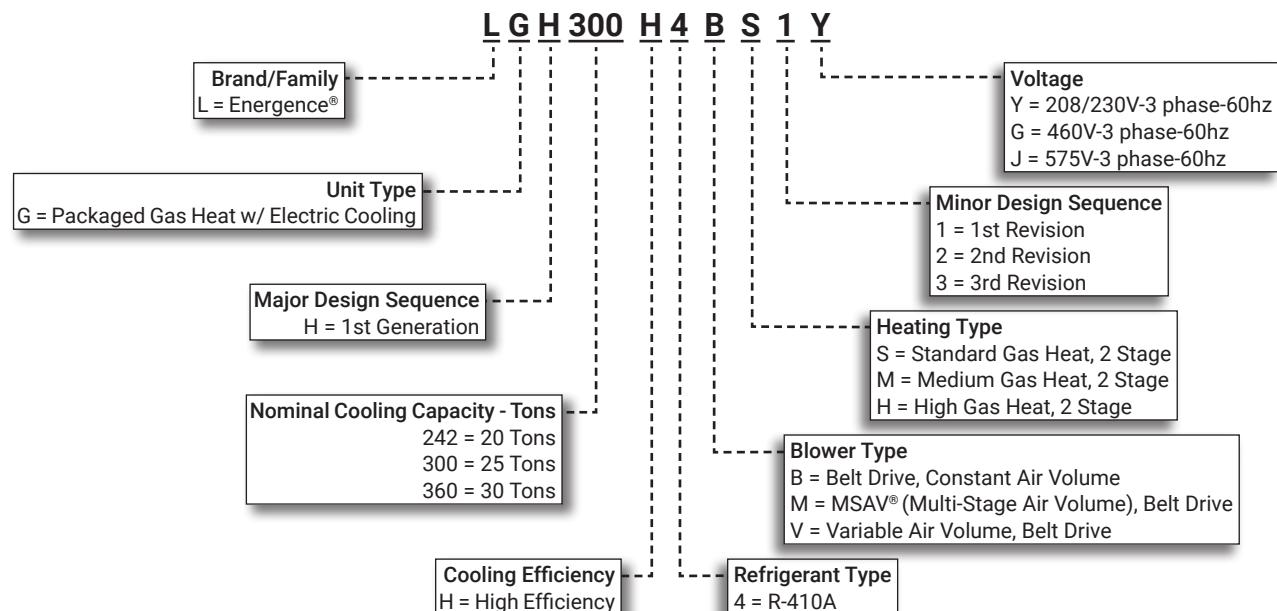 L G H 300 H 4 B S 1 Y
Brand/Family
L = Energence®
Voltage
Y = 208/230V-3 phase-60hz
G = 460V-3 phase-60hz
J = 575V-3 phase-60hz
Unit Type
G = Packaged Gas Heat w/ Electric Cooling
Minor Design Sequence
1 = 1st Revision
2 = 2nd Revision
3 = 3rd Revision
Major Design Sequence
H = 1st Generation
Heating Type
S = Standard Gas Heat, 2 Stage
M = Medium Gas Heat, 2 Stage
H = High Gas Heat, 2 Stage
Nominal Cooling Capacity - Tons
242 = 20 Tons
300 = 25 Tons
360 = 30 Tons
Blower Type
B = Belt Drive, Constant Air Volume
M = MSAV® (Multi-Stage Air Volume), Belt Drive
V = Variable Air Volume, Belt Drive
Cooling Efficiency
H = High Efficiency
Refrigerant Type
4 = R-410A